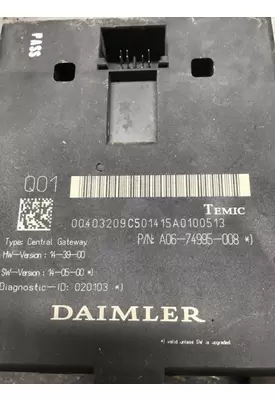 PASS
Q01
TEMIC
00403209C501415A0100513
Type: Central Gateway P/N: A06-74995-008 *)
HW-Version : 14-39-00
SW-Version : 14-05-00 *)
Diagnostic-ID: 020103 *)
DAIMLER
*) valid unless SW is upgraded